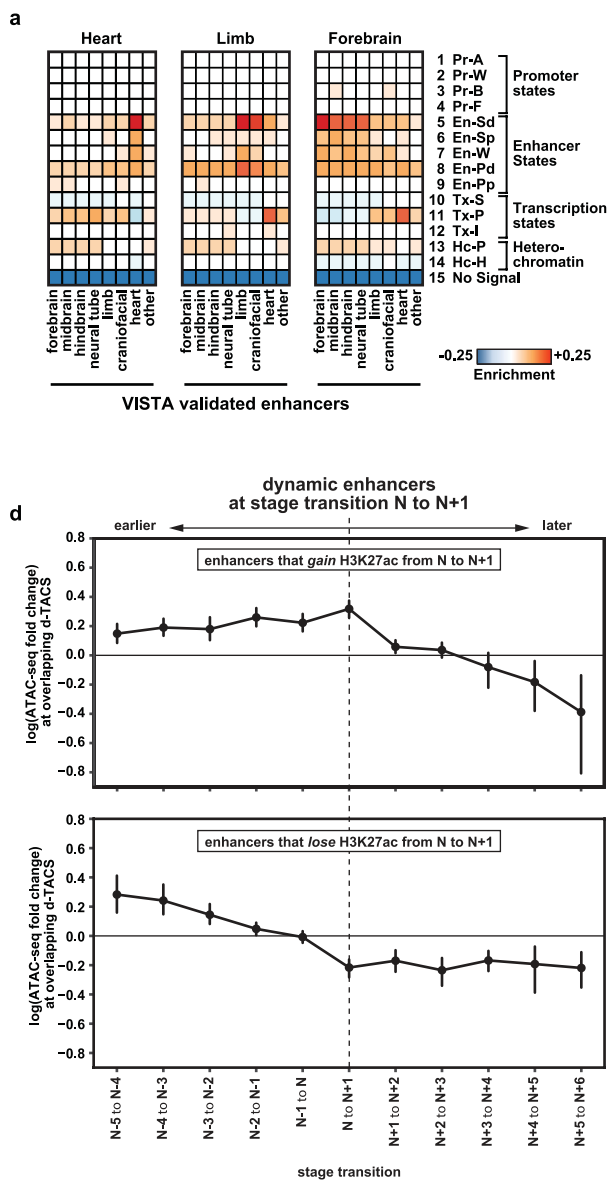 a
Heart Limb Forebrain
1 Pr-A
2 Pr-W
3 Pr-B
4 Pr-F
Promoter
states
5 En-Sd
6 En-Sp
7 En-W
8 En-Pd
9 En-Pp
Enhancer
States
10 Tx-S
11 Tx-P
12 Tx-I
Transcription
states
13 Hc-P
14 Hc-H
Hetero-
chromatin
15 No Signal
forebrain
midbrain
hindbrain
neural tube
limb
craniofacial
heart
other
forebrain
midbrain
hindbrain
neural tube
limb
craniofacial
heart
other
forebrain
midbrain
hindbrain
neural tube
limb
craniofacial
heart
other
-0.25 +0.25
Enrichment
VISTA validated enhancers
d
dynamic enhancers
at stage transition N to N+1
earlier later
enhancers that gain H3K27ac from N to N+1
log(ATAC-seq fold change)
at overlapping d-TACS
0.8
0.6
0.4
0.2
0.0
−0.2
−0.4
−0.6
−0.8
enhancers that lose H3K27ac from N to N+1
log(ATAC-seq fold change)
at overlapping d-TACS
0.8
0.6
0.4
0.2
0.0
−0.2
−0.4
−0.6
−0.8
N-5 to N-4
N-4 to N-3
N-3 to N-2
N-2 to N-1
N-1 to N
N to N+1
N+1 to N+2
N+2 to N+3
N+3 to N+4
N+4 to N+5
N+5 to N+6
stage transition